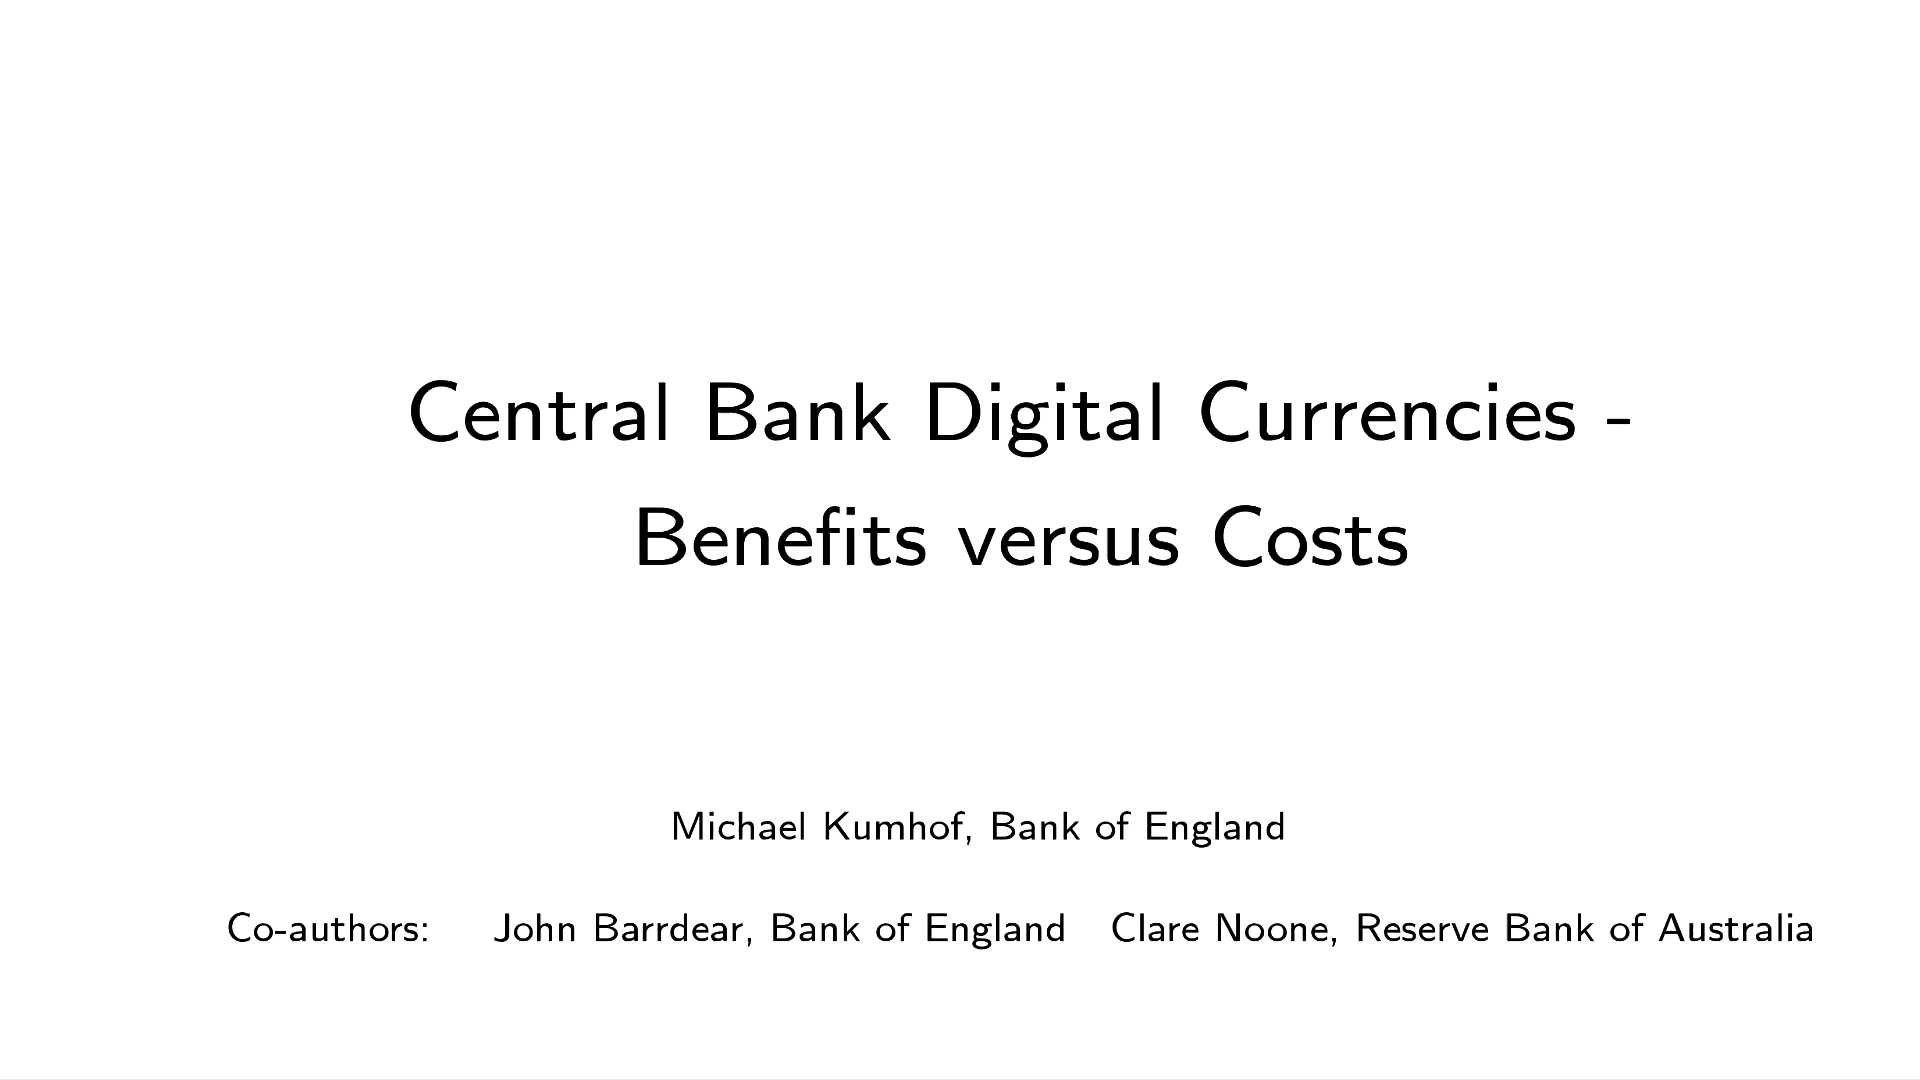 Central Bank Digital Currencies -
Benefits versus Costs
Michael Kumhof, Bank of England
Co-authors: John Barrdear, Bank of England Clare Noone, Reserve Bank of Australia